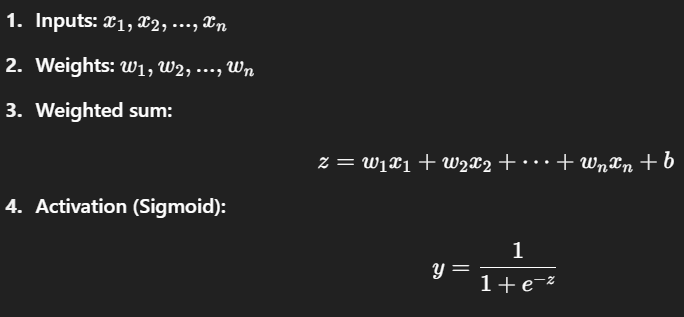 1. Inputs: x₁, x₂, ..., xₙ
2. Weights: w₁, w₂, ..., wₙ
3. Weighted sum:
z = w₁x₁ + w₂x₂ + ⋯ + wₙxₙ + b
4. Activation (Sigmoid):
y = 1 / (1 + e⁻ᶻ)